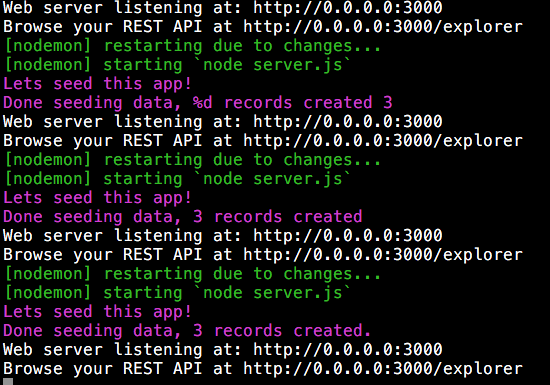 Web server listening at: http://0.0.0.0:3000
Browse your REST API at http://0.0.0.0:3000/explorer
[nodemon] restarting due to changes...
[nodemon] starting `node server.js`
Lets seed this app!
Done seeding data, %d records created 3
Web server listening at: http://0.0.0.0:3000
Browse your REST API at http://0.0.0.0:3000/explorer
[nodemon] restarting due to changes...
[nodemon] starting `node server.js`
Lets seed this app!
Done seeding data, 3 records created
Web server listening at: http://0.0.0.0:3000
Browse your REST API at http://0.0.0.0:3000/explorer
[nodemon] restarting due to changes...
[nodemon] starting `node server.js`
Lets seed this app!
Done seeding data, 3 records created.
Web server listening at: http://0.0.0.0:3000
Browse your REST API at http://0.0.0.0:3000/explorer